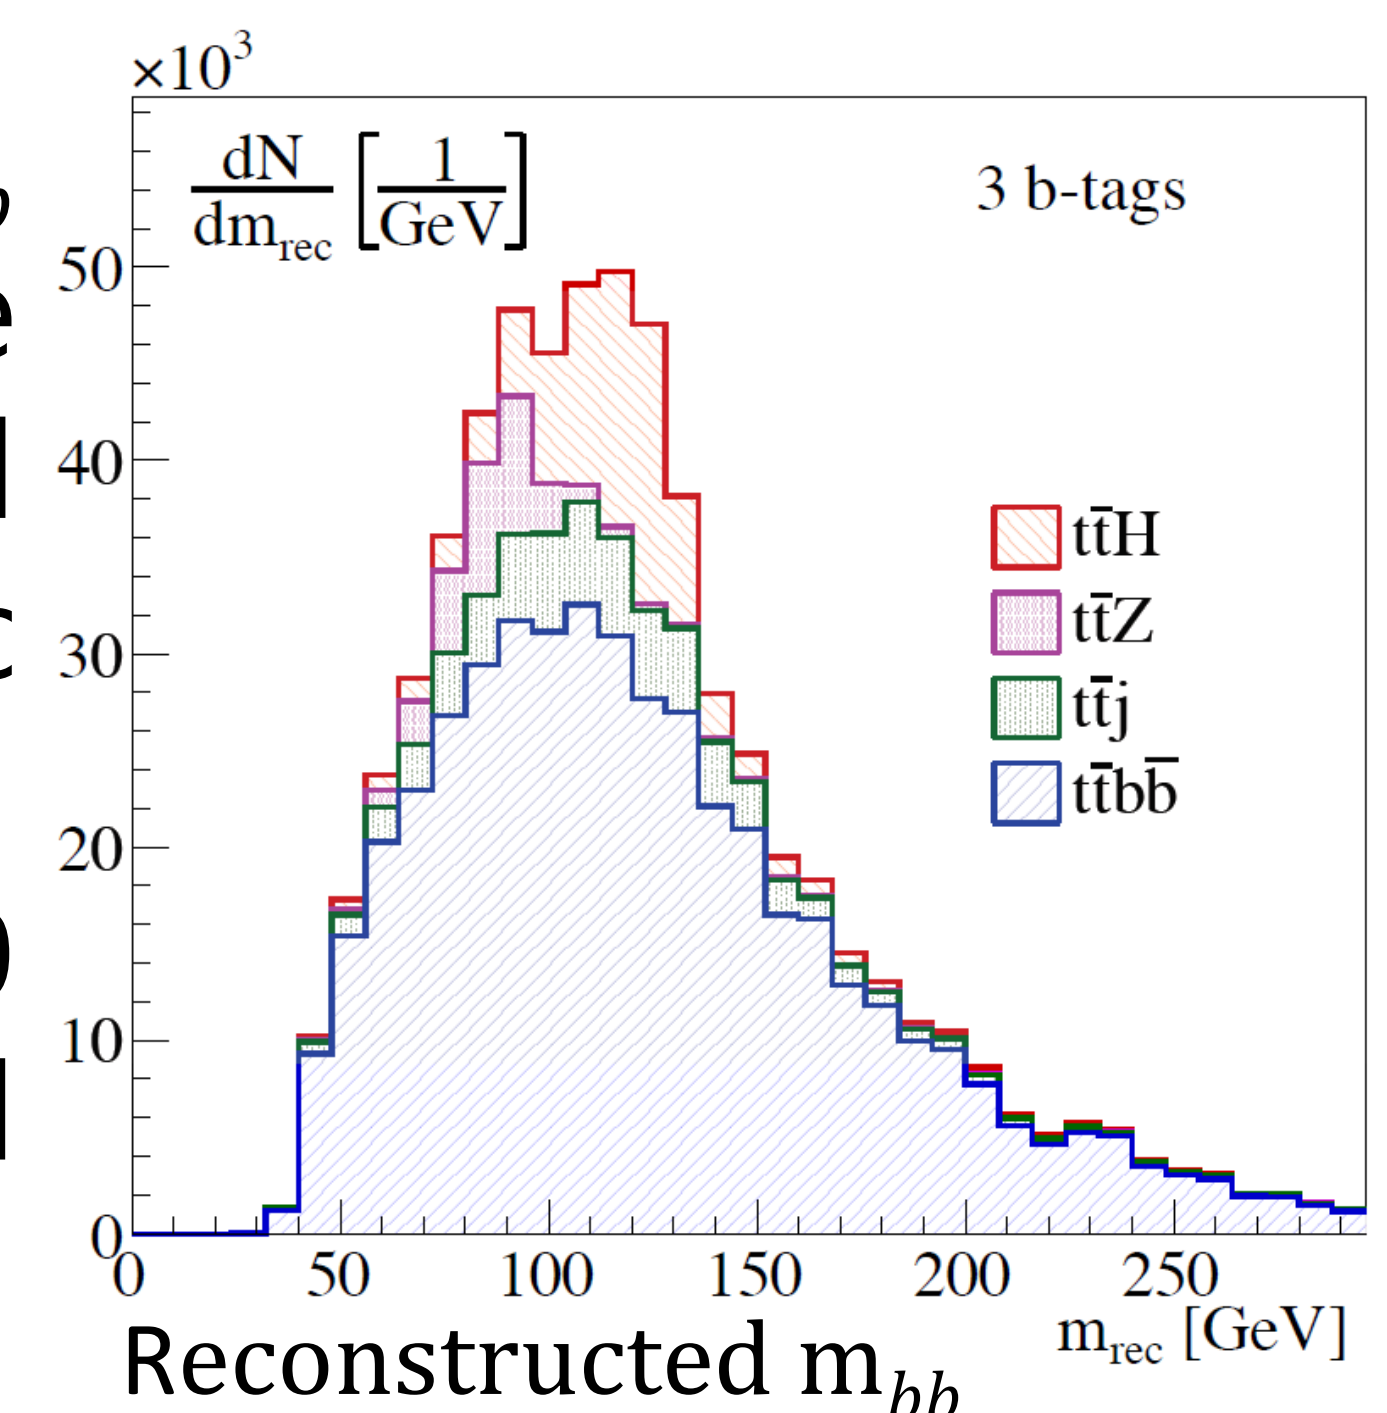 ×10³
dN/dm_rec [1/GeV]
3 b-tags
50
40
30
20
10
0
tt̄H
tt̄Z
tt̄j
tt̄bb̄
0 50 100 150 200 250
m_rec [GeV]
Reconstructed m_bb